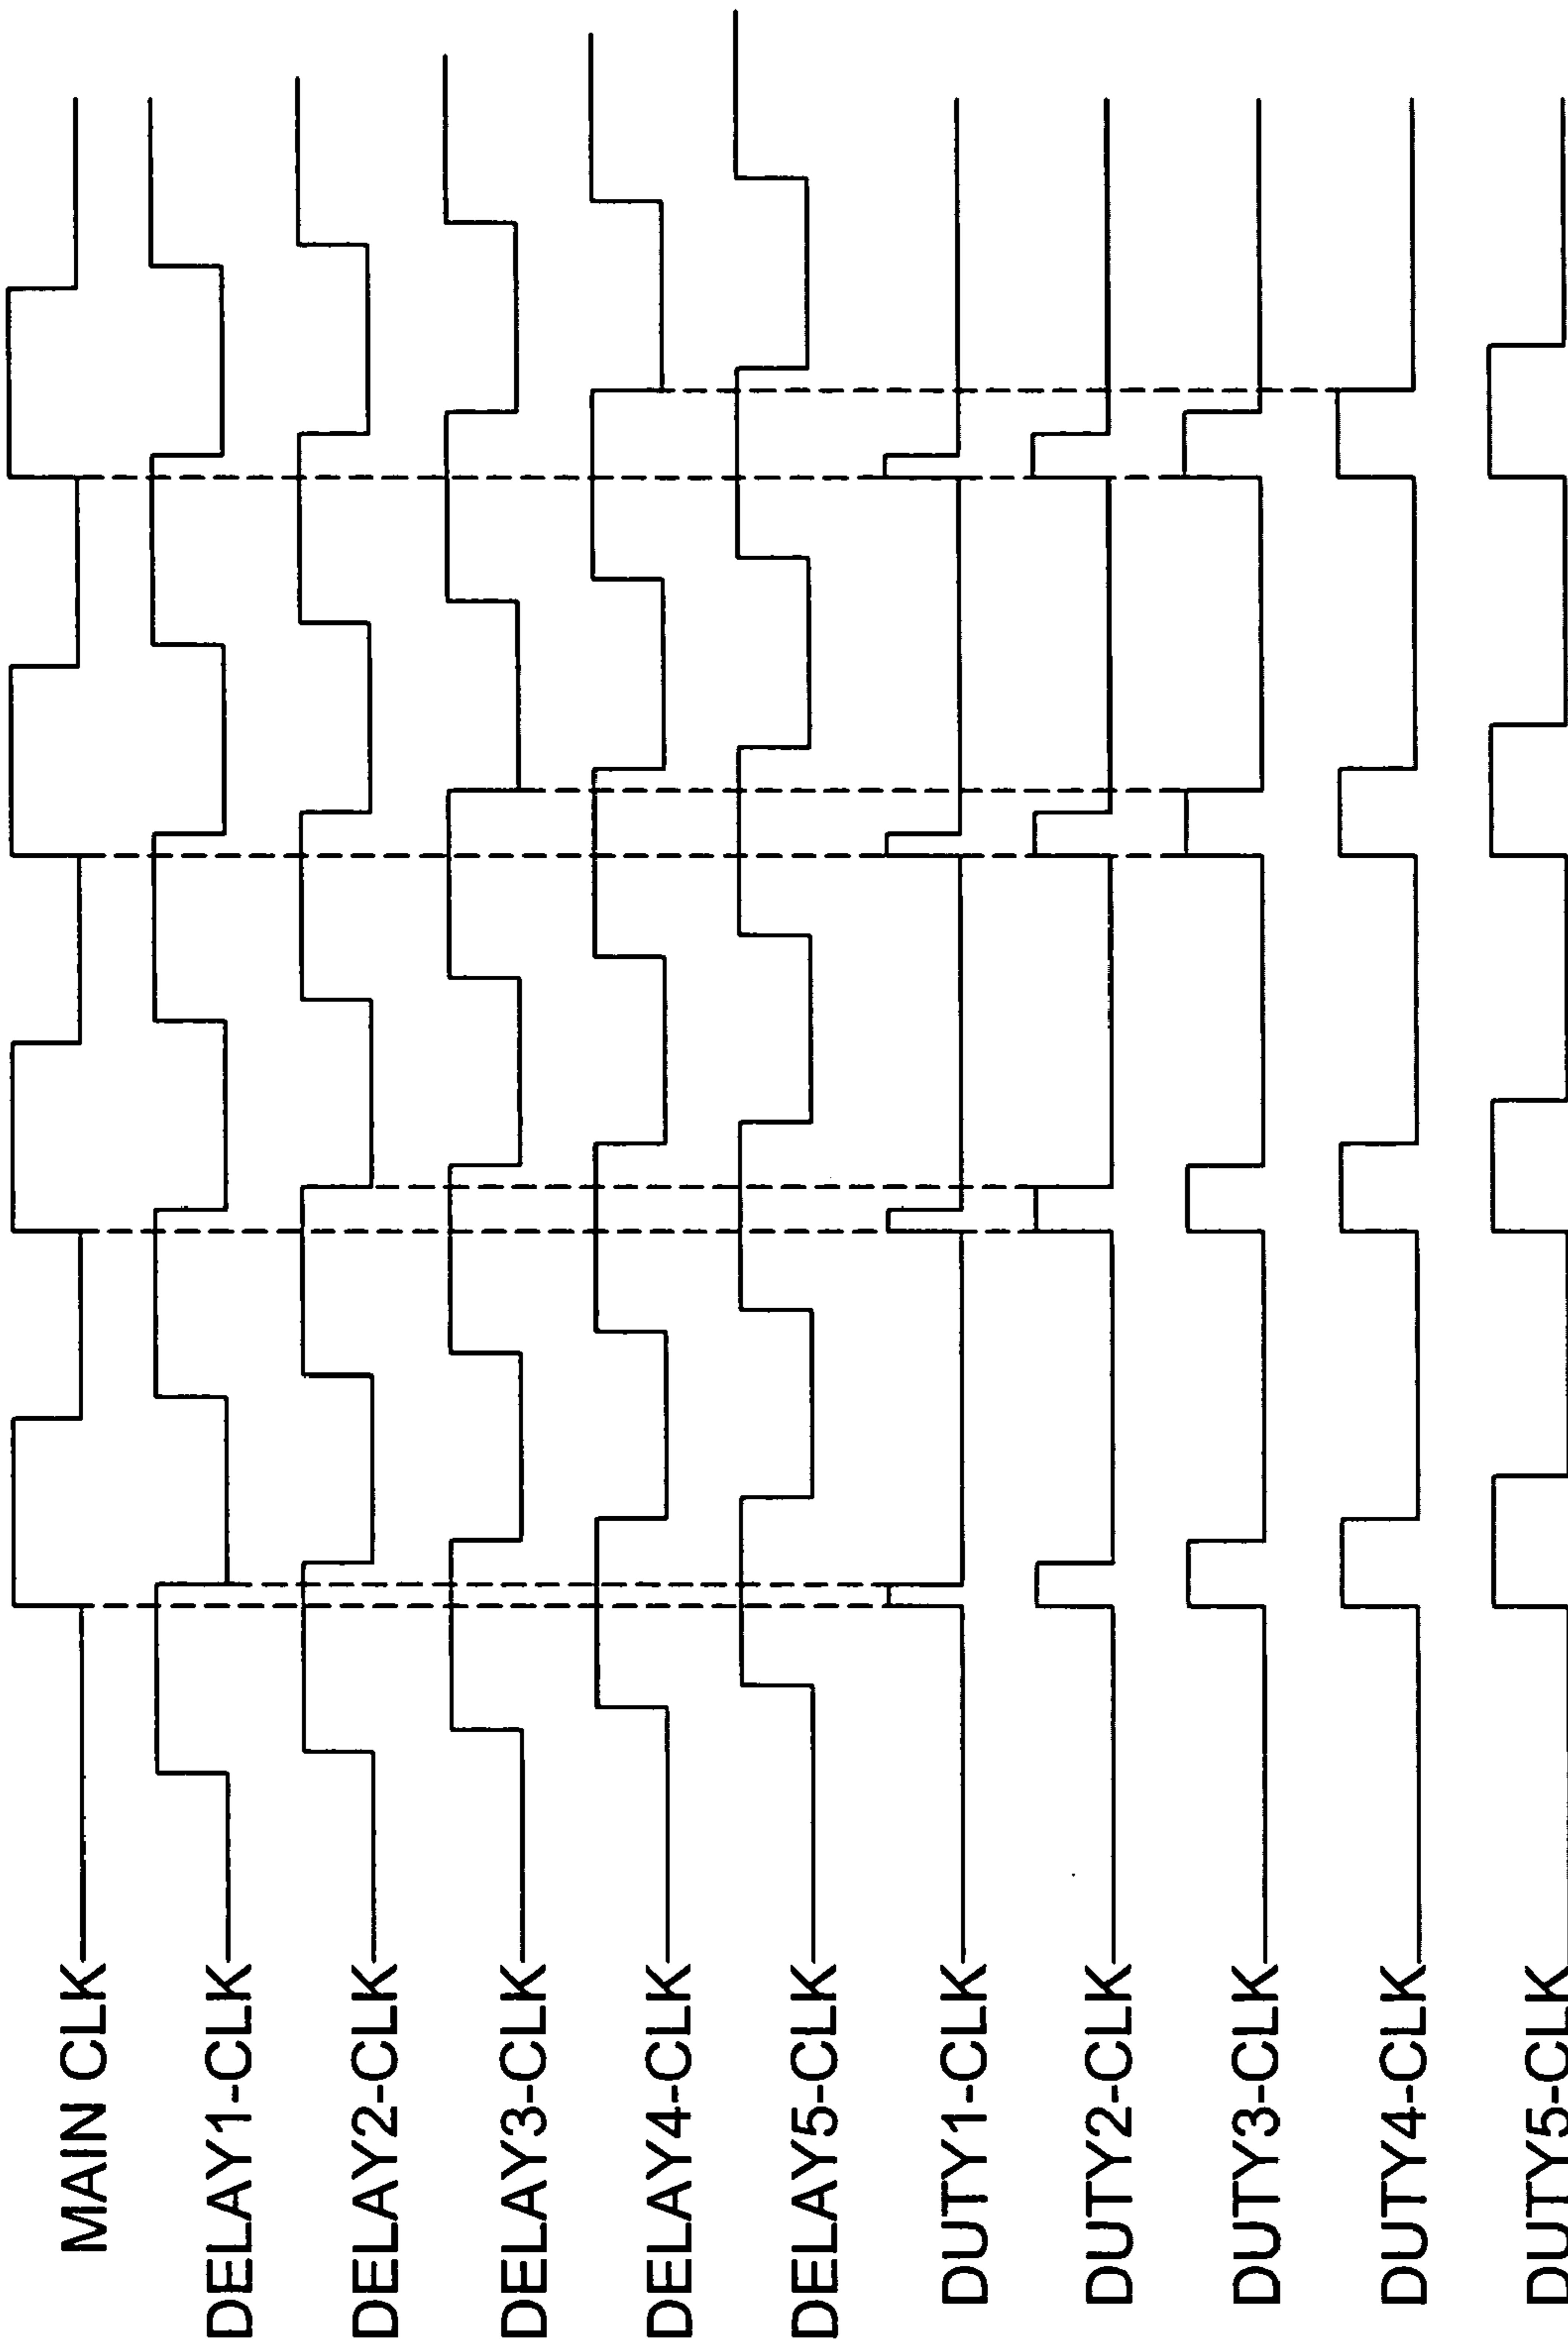 MAIN CLK
DELAY1-CLK
DELAY2-CLK
DELAY3-CLK
DELAY4-CLK
DELAY5-CLK
DUTY1-CLK
DUTY2-CLK
DUTY3-CLK
DUTY4-CLK
DUTY5-CLK